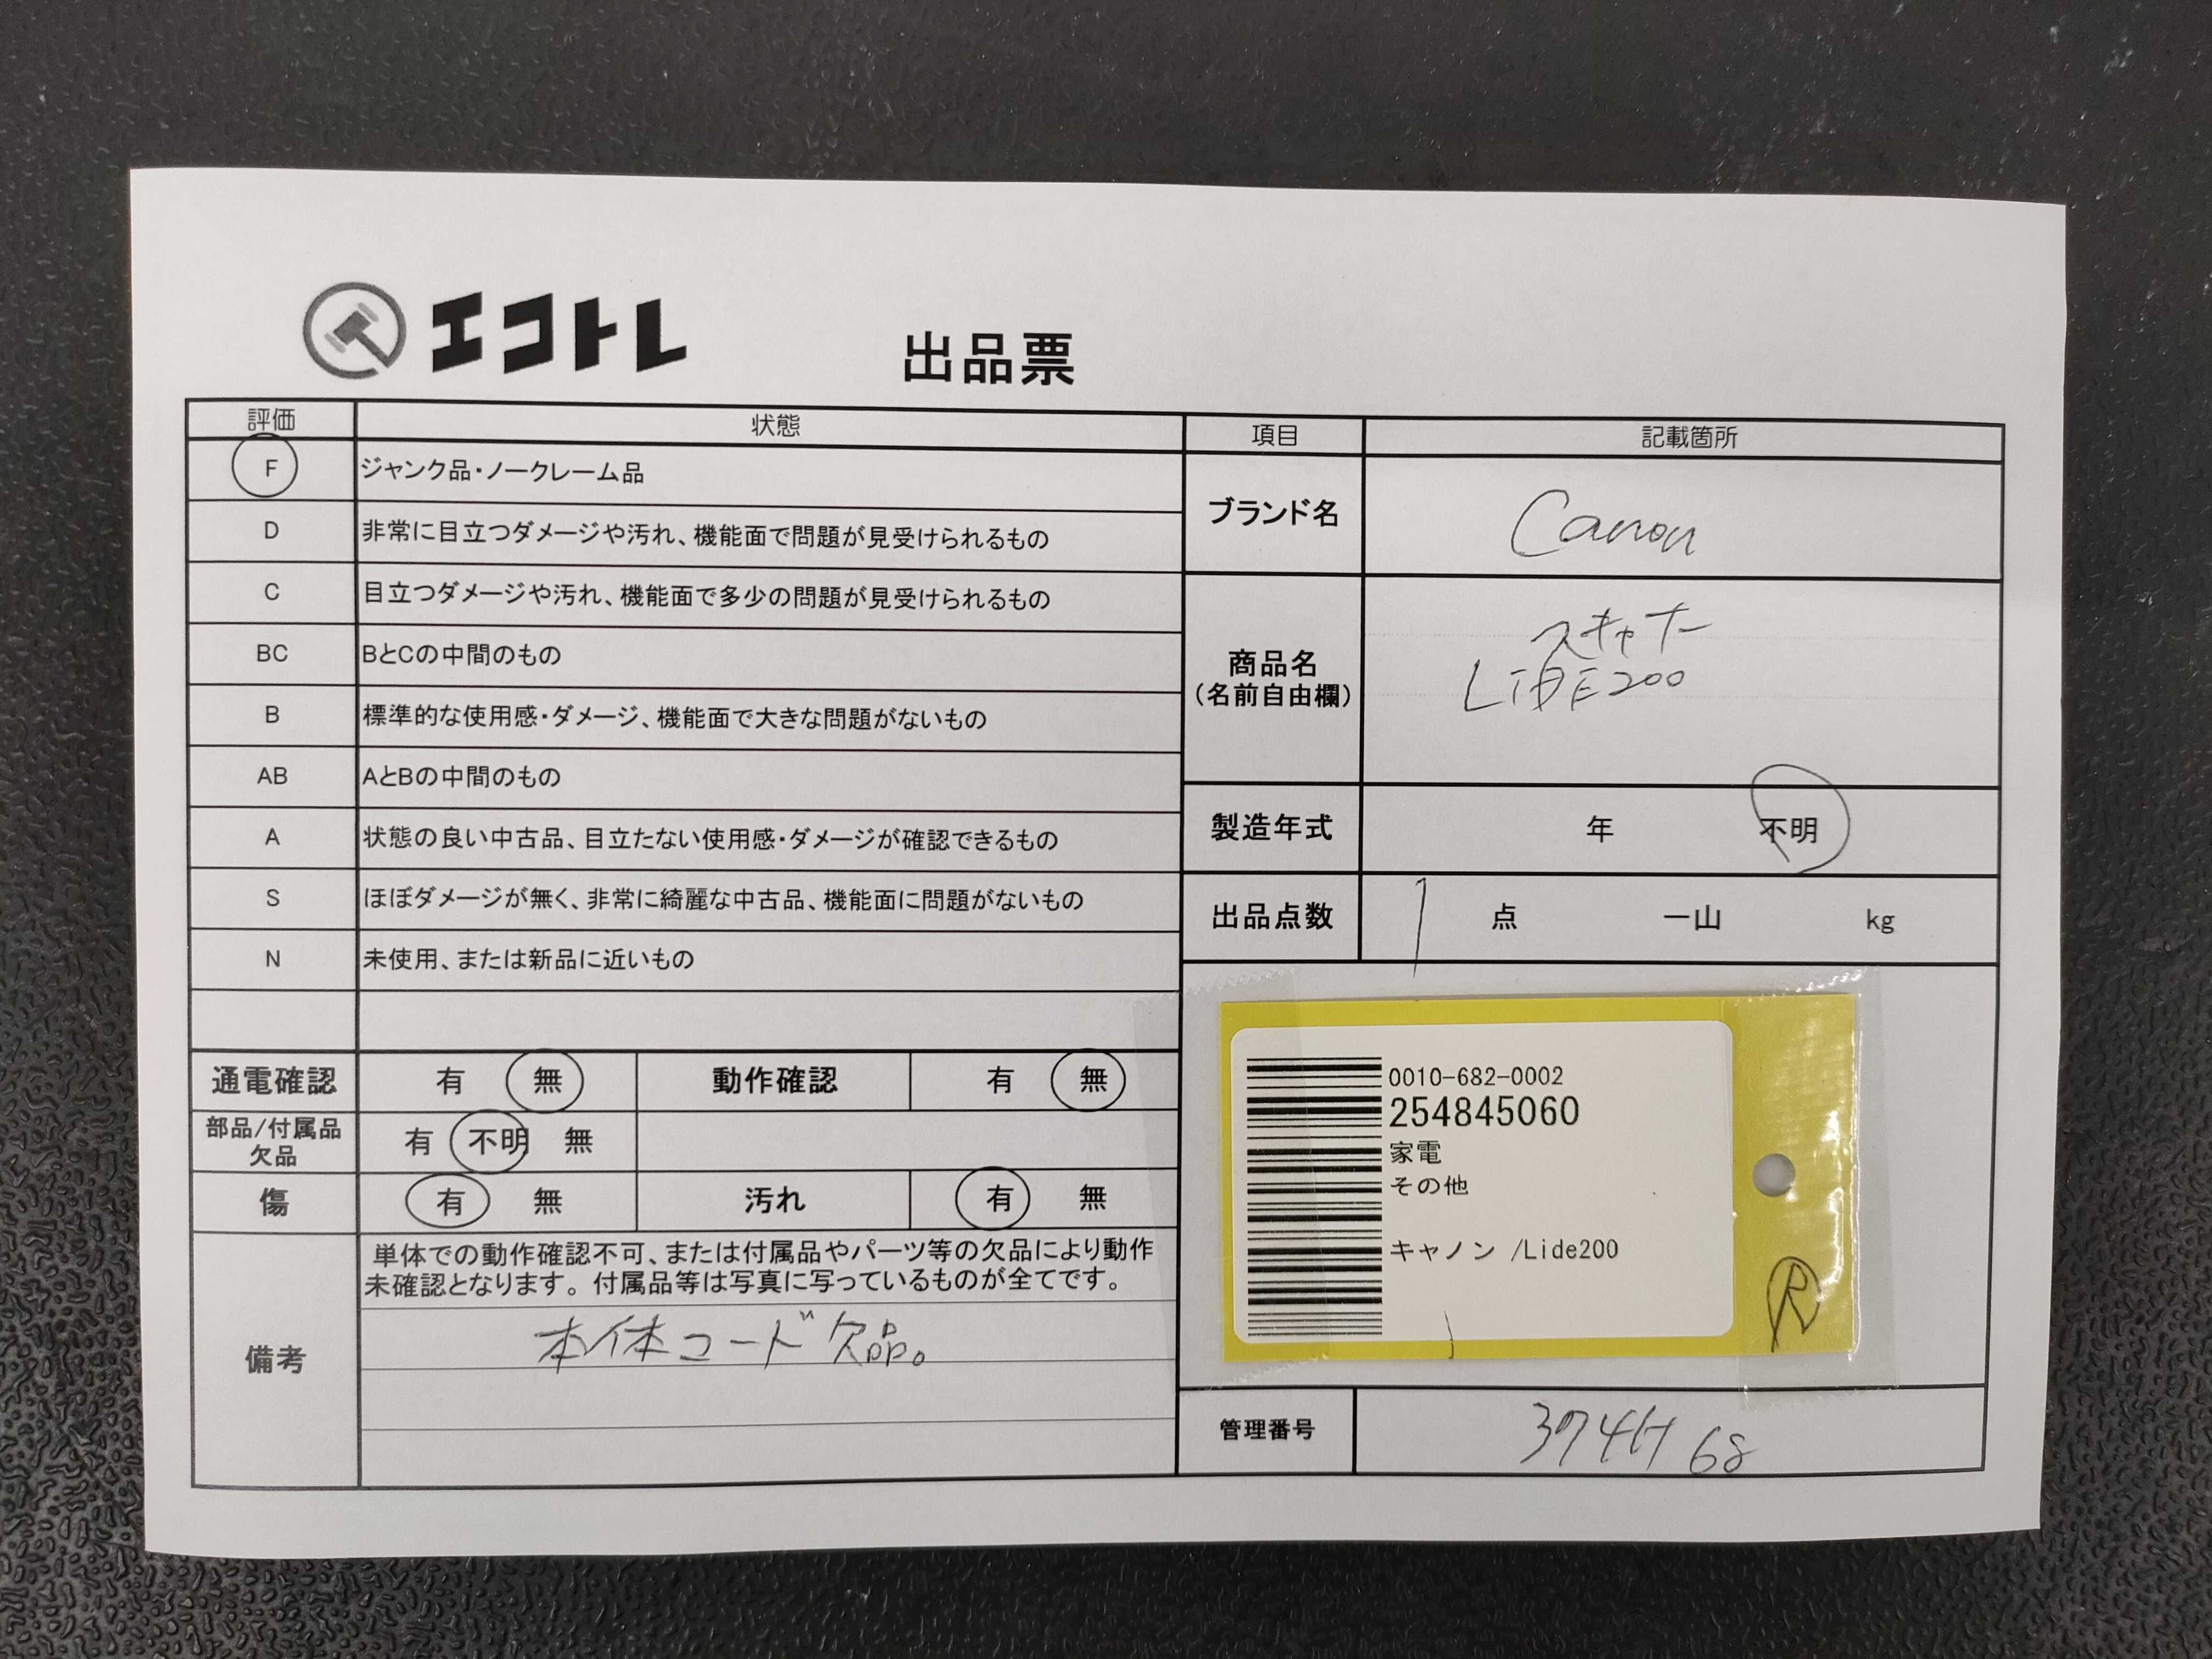 エコトレ
出品票
評価 状態
F ジャンク品・ノークレーム品
D 非常に目立つダメージや汚れ、機能面で問題が見受けられるもの
C 目立つダメージや汚れ、機能面で多少の問題が見受けられるもの
BC BとCの中間のもの
B 標準的な使用感・ダメージ、機能面で大きな問題がないもの
AB AとBの中間のもの
A 状態の良い中古品、目立たない使用感・ダメージが確認できるもの
S ほぼダメージが無く、非常に綺麗な中古品、機能面に問題がないもの
N 未使用、または新品に近いもの
通電確認 有 無 動作確認 有 無
部品/付属品
欠品 有 不明 無
傷 有 無 汚れ 有 無
備考
単体での動作確認不可、または付属品やパーツ等の欠品により動作
未確認となります。付属品等は写真に写っているものが全てです。
本体コード欠品。
項目 記載箇所
ブランド名 Canon
商品名
(名前自由欄)
スキャナー
LiDE200
製造年式 年 不明
出品点数 1 点 一山 kg
0010-682-0002
254845060
家電
その他
キャノン /Lide200
R
管理番号 68